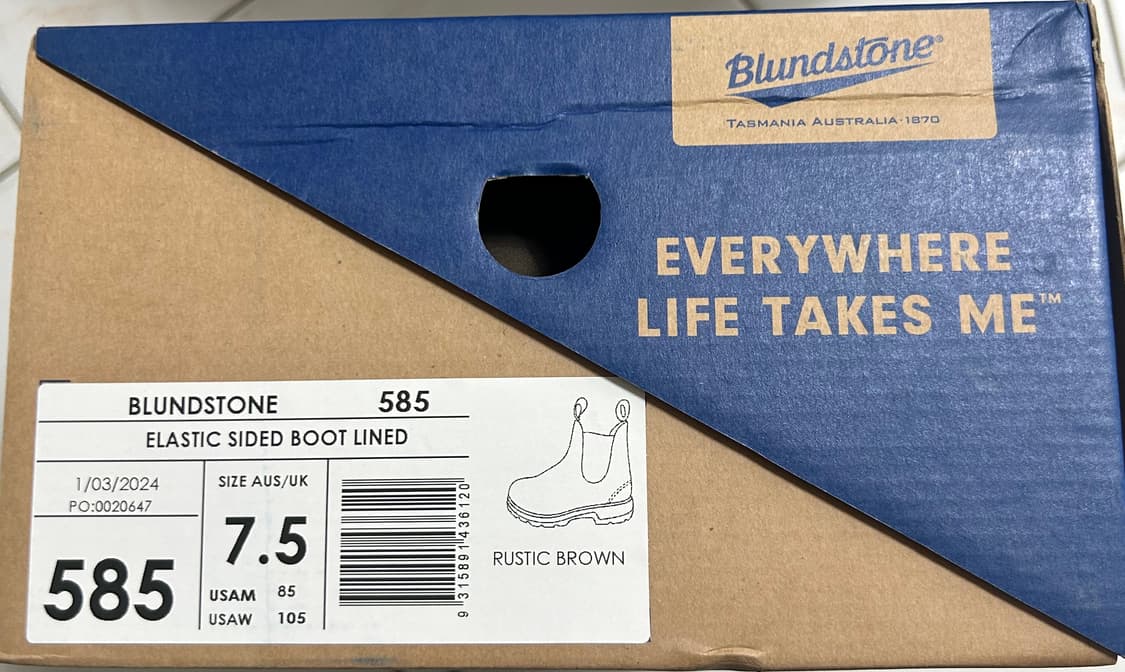 Blundstone®
TASMANIA AUSTRALIA·1870
EVERYWHERE
LIFE TAKES ME™
BLUNDSTONE 585
ELASTIC SIDED BOOT LINED
1/03/2024
PO:0020647
585
SIZE AUS/UK
7.5
USAM 85
USAW 105
9 315891 436120
RUSTIC BROWN